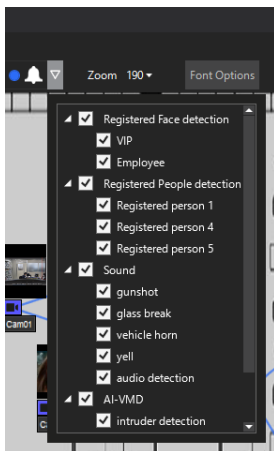 Zoom 190 Font Options
Registered Face detection
VIP
Employee
Registered People detection
Registered person 1
Registered person 4
Registered person 5
Sound
gunshot
glass break
vehicle horn
yell
audio detection
AI-VMD
intruder detection
Cam01
C